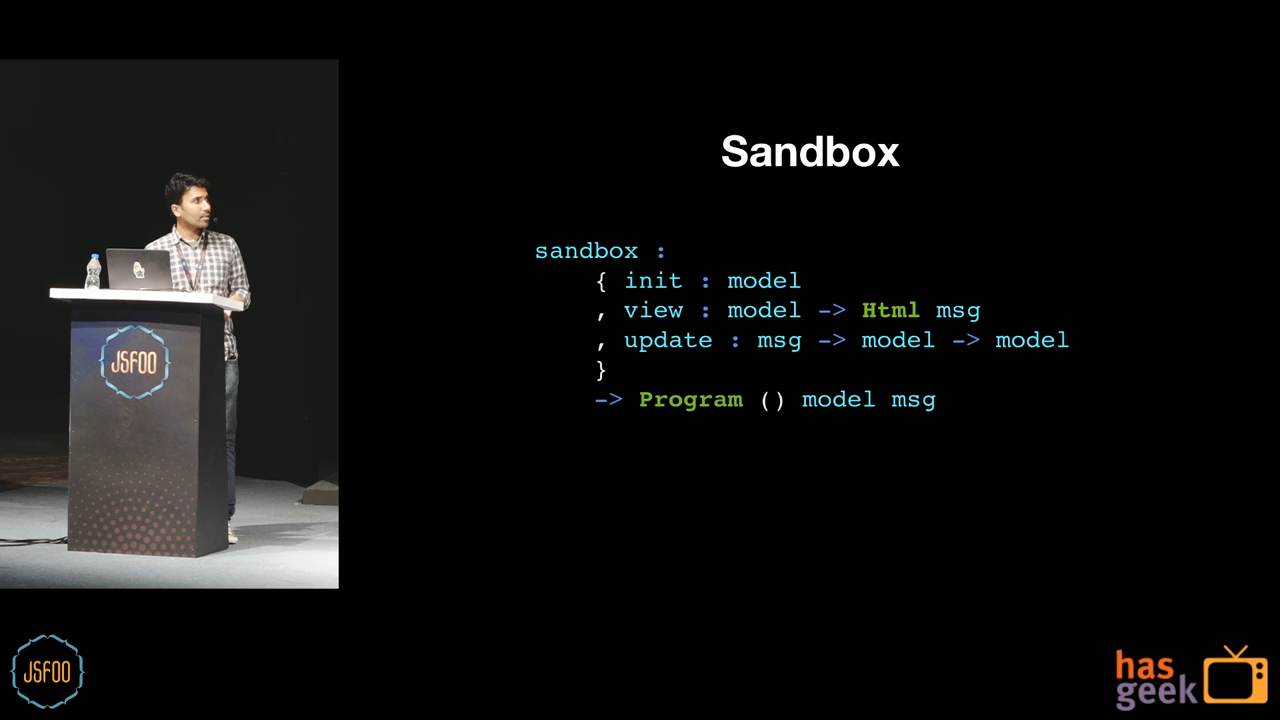 Sandbox
sandbox :
{ init : model
, view : model -> Html msg
, update : msg -> model -> model
}
-> Program () model msg
JSFOO
JSFOO
has
geek